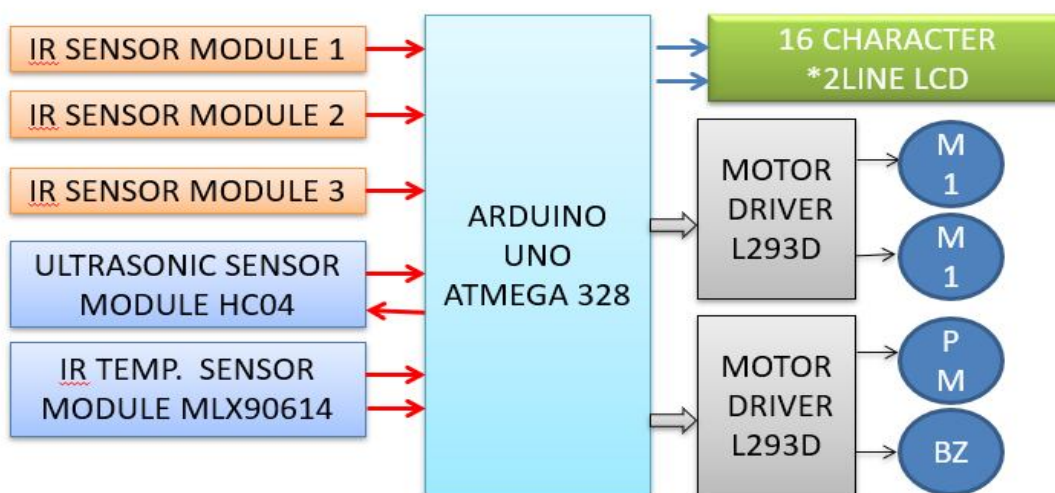 IR SENSOR MODULE 1
IR SENSOR MODULE 2
IR SENSOR MODULE 3
ULTRASONIC SENSOR
MODULE HC04
IR TEMP. SENSOR
MODULE MLX90614
ARDUINO
UNO
ATMEGA 328
16 CHARACTER
*2LINE LCD
MOTOR
DRIVER
L293D
M
1
M
1
MOTOR
DRIVER
L293D
P
M
BZ